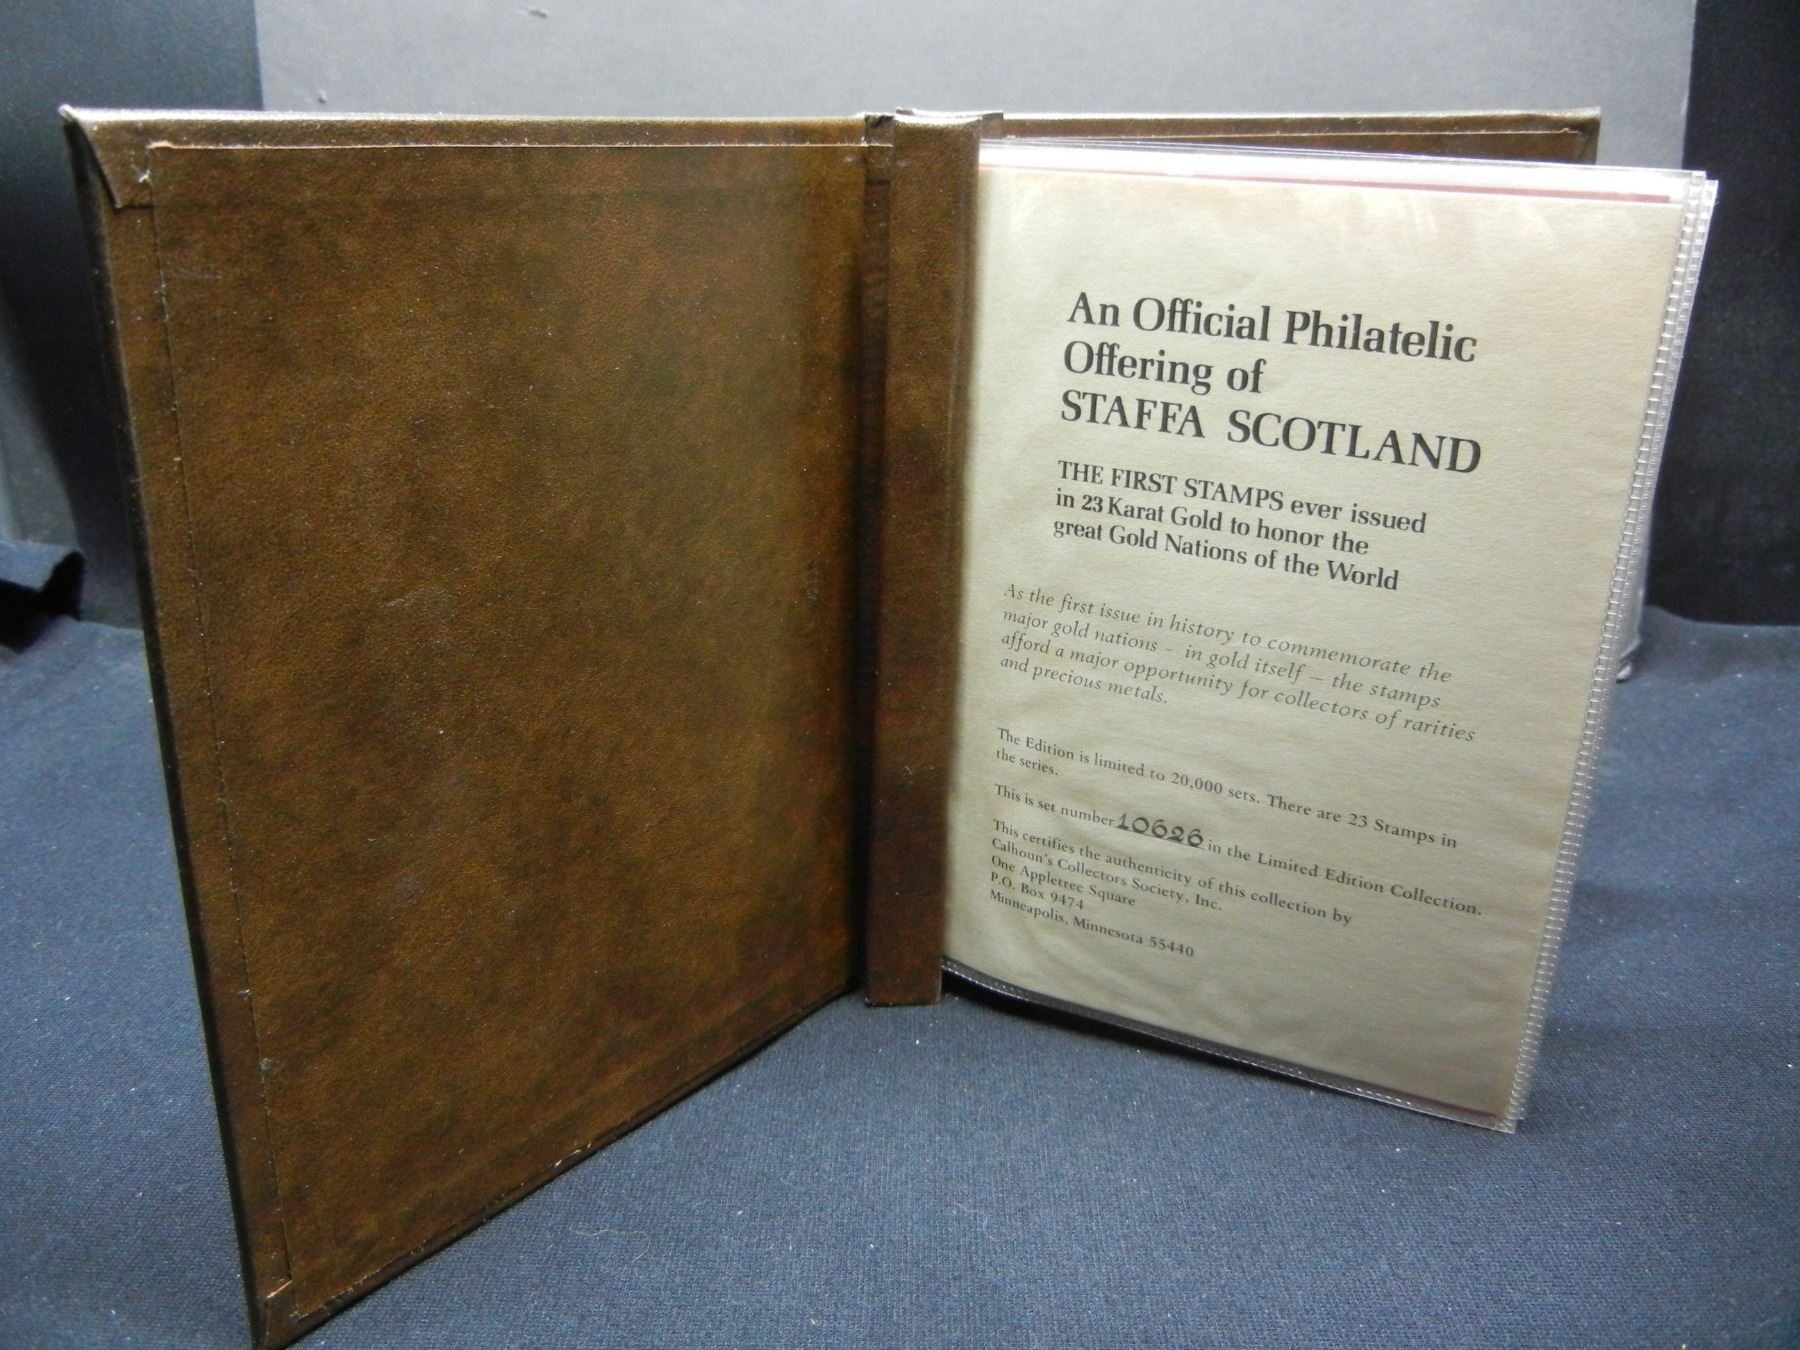 An Official Philatelic
Offering of
STAFFA SCOTLAND
THE FIRST STAMPS ever issued
in 23 Karat Gold to honor the
great Gold Nations of the World
As the first issue in history to commemorate the
major gold nations - in gold itself – the stamps
afford a major opportunity for collectors of rarities
and precious metals.
The Edition is limited to 20,000 sets. There are 23 Stamps in
the series.
This is set number 10626 in the Limited Edition Collection.
This certifies the authenticity of this collection by
Calhoun's Collectors Society, Inc.
One Appletree Square
P.O. Box 9474
Minneapolis, Minnesota 55440